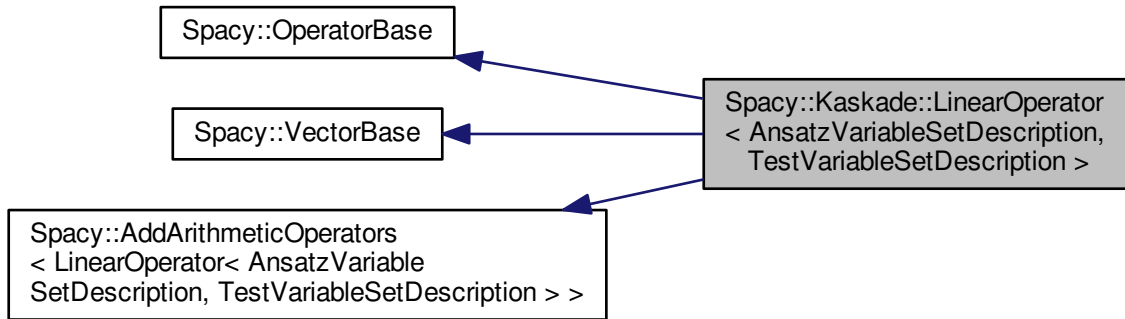 Spacy::OperatorBase
Spacy::VectorBase
Spacy::AddArithmeticOperators
< LinearOperator< AnsatzVariable
SetDescription, TestVariableSetDescription > >
Spacy::Kaskade::LinearOperator
< AnsatzVariableSetDescription,
TestVariableSetDescription >